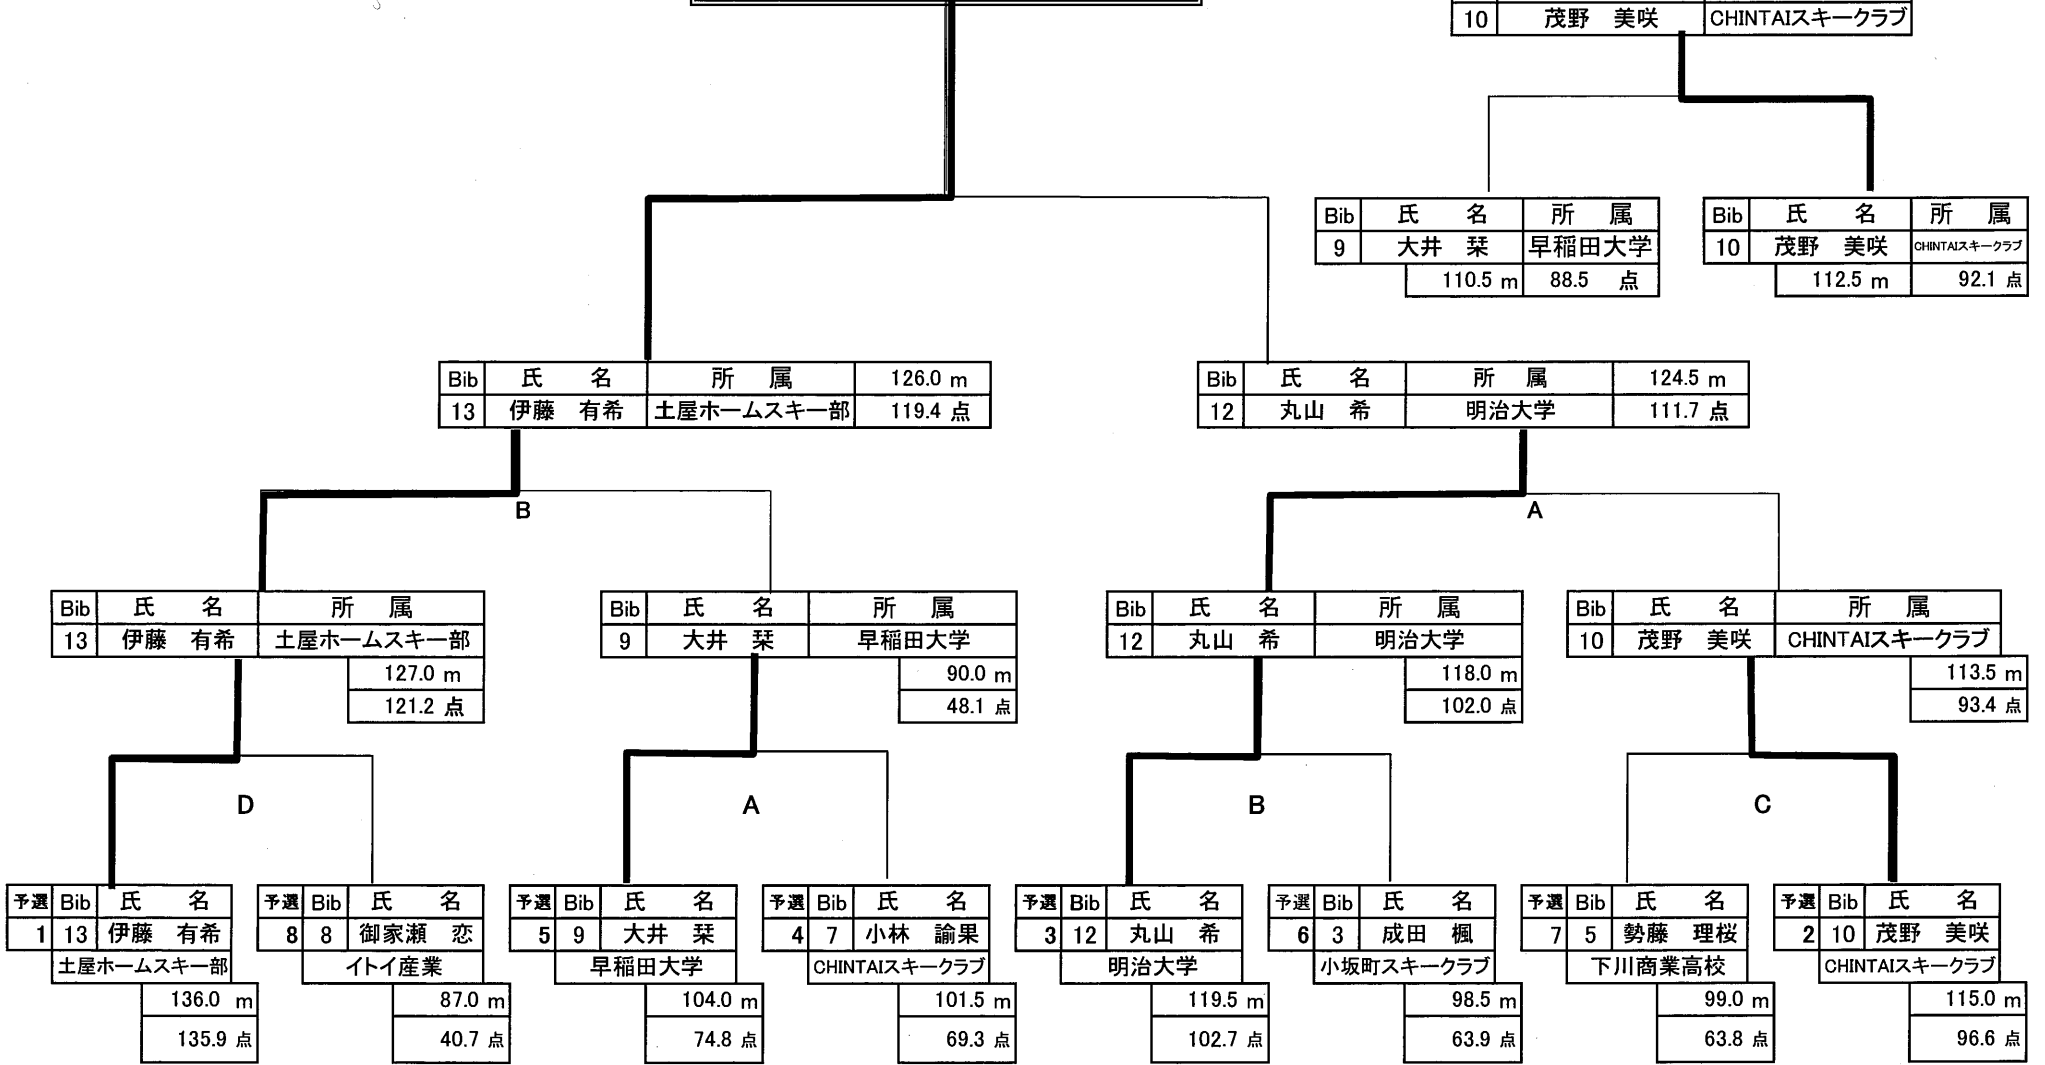 10 茂野 美咲 CHINTAIスキークラブ
Bib 氏 名 所 属 Bib 氏 名 所 属
9 大井 栞 早稲田大学 10 茂野 美咲 CHINTAIスキークラブ
110.5 m 88.5 点 112.5 m 92.1 点
Bib 氏 名 所 属 126.0 m Bib 氏 名 所 属 124.5 m
13 伊藤 有希 土屋ホームスキー部 119.4 点 12 丸山 希 明治大学 111.7 点
B A
Bib 氏 名 所 属 Bib 氏 名 所 属 Bib 氏 名 所 属 Bib 氏 名 所 属
13 伊藤 有希 土屋ホームスキー部 9 大井 栞 早稲田大学 12 丸山 希 明治大学 10 茂野 美咲 CHINTAIスキークラブ
127.0 m 90.0 m 118.0 m 113.5 m
121.2 点 48.1 点 102.0 点 93.4 点
D A B C
予選 Bib 氏 名 予選 Bib 氏 名 予選 Bib 氏 名 予選 Bib 氏 名 予選 Bib 氏 名 予選 Bib 氏 名 予選 Bib 氏 名 予選 Bib 氏 名
1 13 伊藤 有希 8 8 御家瀬 恋 5 9 大井 栞 4 7 小林 諭果 3 12 丸山 希 6 3 成田 楓 7 5 勢藤 理桜 2 10 茂野 美咲
土屋ホームスキー部 イトイ産業 早稲田大学 CHINTAIスキークラブ 明治大学 小坂町スキークラブ 下川商業高校 CHINTAIスキークラブ
136.0 m 87.0 m 104.0 m 101.5 m 119.5 m 98.5 m 99.0 m 115.0 m
135.9 点 40.7 点 74.8 点 69.3 点 102.7 点 63.9 点 63.8 点 96.6 点